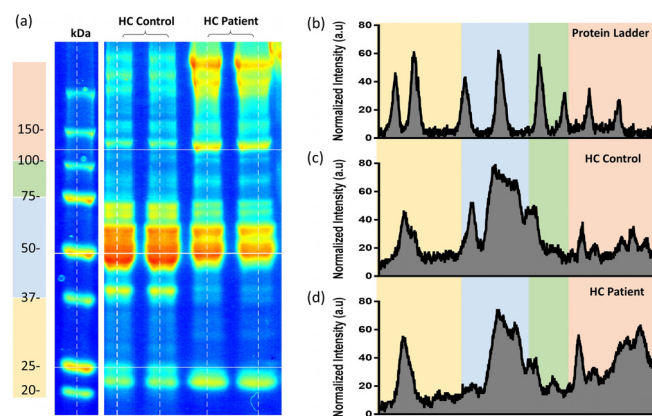 (a)
kDa
HC Control
HC Patient
150-
100-
75-
50-
37-
25-
20-
(b)
Protein Ladder
Normalized Intensity (a.u)
80
60
40
20
0
(c)
HC Control
Normalized Intensity (a.u)
80
60
40
20
0
(d)
HC Patient
Normalized Intensity (a.u)
80
60
40
20
0